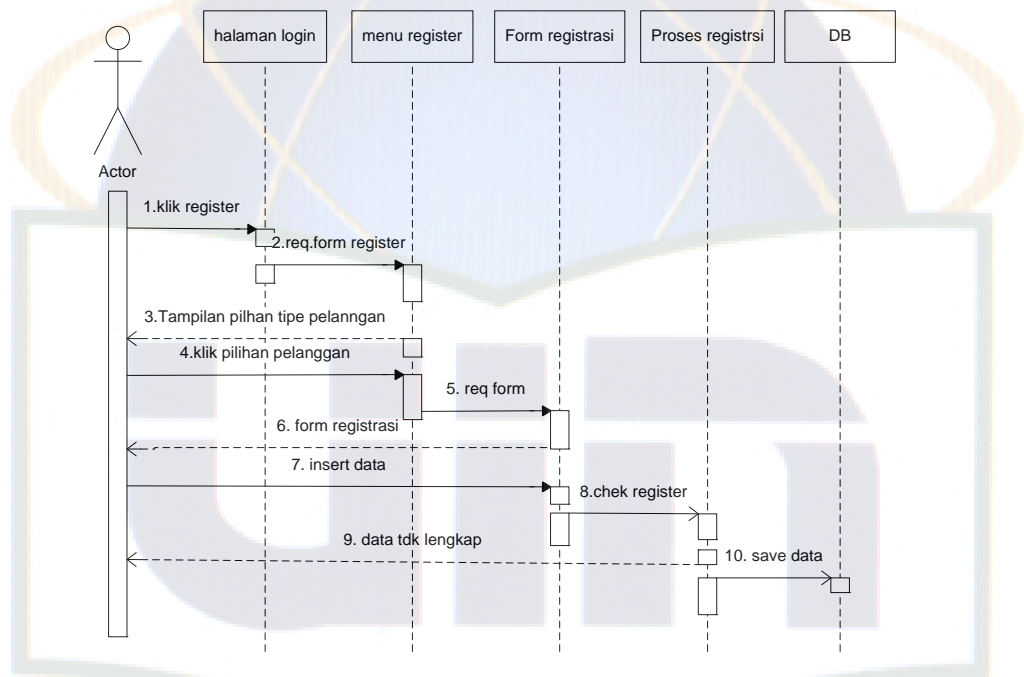 halaman login
menu register
Form registrasi
Proses registrsi
DB
Actor
1.klik register
2.req.form register
3.Tampilan pilhan tipe pelanngan
4.klik pilihan pelanggan
5. req form
6. form registrasi
7. insert data
8.chek register
9. data tdk lengkap
10. save data
uin